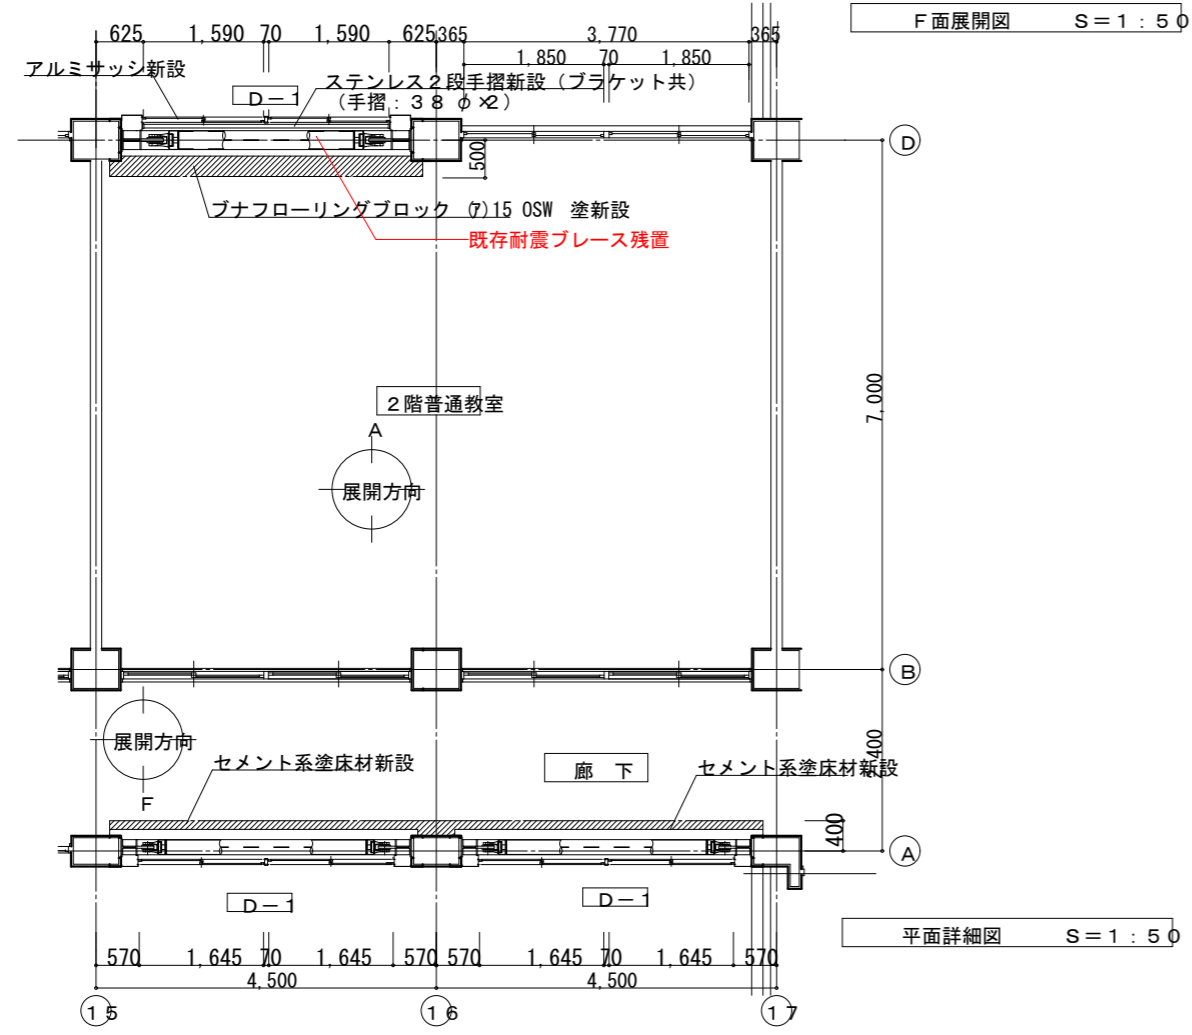 F面展開図 S=1:50
625 1,590 70 1,590 625 365 3,770 365
1,850 70 1,850
アルミサッシ新設
ステンレス2段手摺新設(ブラケット共)
(手摺:38φ×2)
D-1
D
500
ブナフローリングブロック (ア)15 OSW 塗新設
既存耐震ブレース残置
7,000
2階普通教室
A
展開方向
B
展開方向
F
セメント系塗床材新設
廊 下
セメント系塗床材新設
400
A
D-1
D-1
平面詳細図 S=1:50
570 1,645 70 1,645 570 570 1,645 70 1,645 570
4,500 4,500
15 16 17